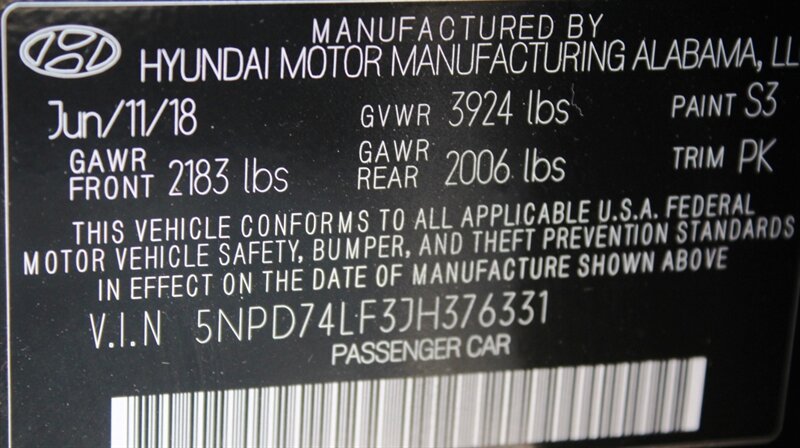 MANUFACTURED BY
HYUNDAI MOTOR MANUFACTURING ALABAMA, LL
Jun/11/18 GVWR 3924 lbs PAINT S3
GAWR FRONT 2183 lbs GAWR REAR 2006 lbs TRIM PK
THIS VEHICLE CONFORMS TO ALL APPLICABLE U.S.A. FEDERAL
MOTOR VEHICLE SAFETY, BUMPER, AND THEFT PREVENTION STANDARDS
IN EFFECT ON THE DATE OF MANUFACTURE SHOWN ABOVE
V.I.N 5NPD74LF3JH376331
PASSENGER CAR